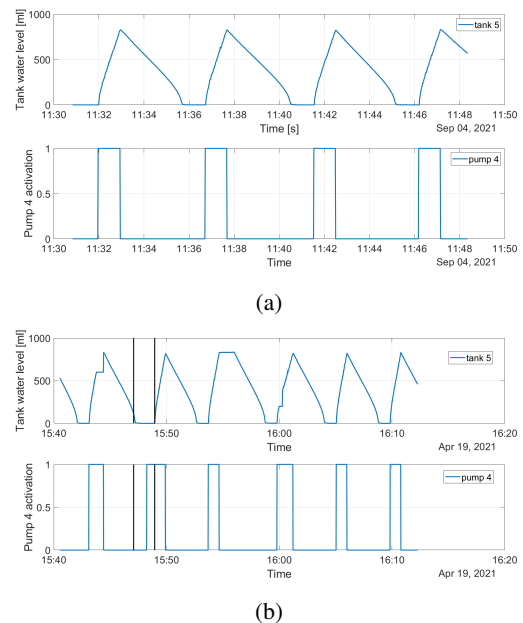 Tank water level [ml]
1000
500
0
tank 5
11:30 11:32 11:34 11:36 11:38 11:40 11:42 11:44 11:46 11:48 11:50
Time [s]
Sep 04, 2021
Pump 4 activation
1
0.5
0
pump 4
11:30 11:32 11:34 11:36 11:38 11:40 11:42 11:44 11:46 11:48 11:50
Time
Sep 04, 2021
(a)
Tank water level [ml]
1000
500
0
tank 5
15:40 15:50 16:00 16:10 16:20
Time
Apr 19, 2021
Pump 4 activation
1
0.5
0
pump 4
15:40 15:50 16:00 16:10 16:20
Time
Apr 19, 2021
(b)